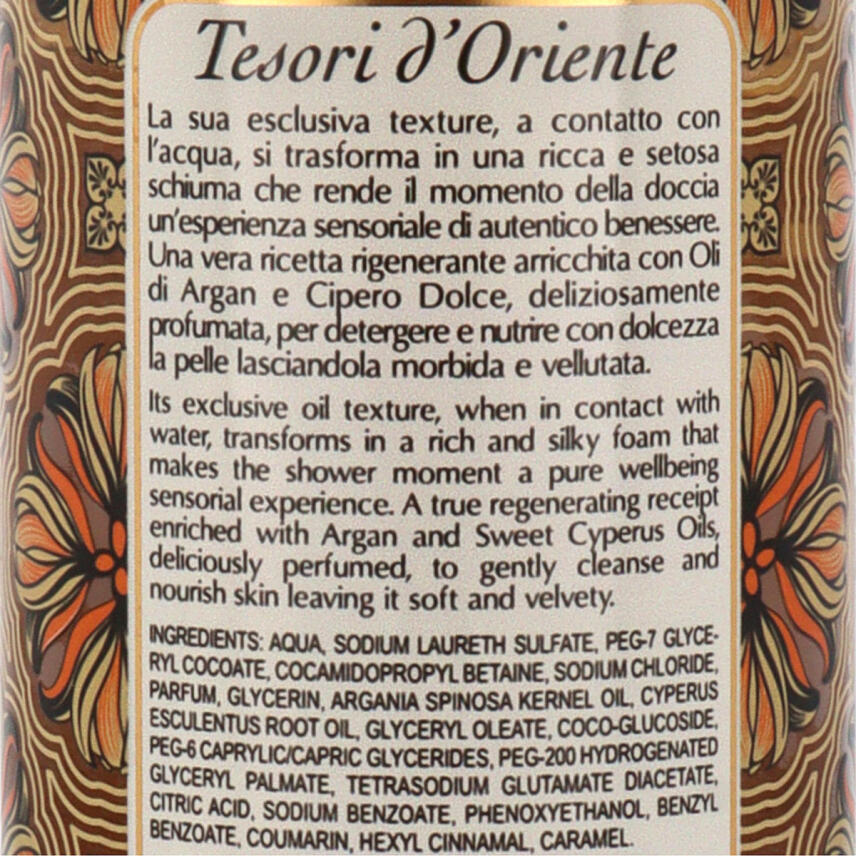 Tesori d'Oriente
La sua esclusiva texture, a contatto con
l'acqua, si trasforma in una ricca e setosa
schiuma che rende il momento della doccia
un'esperienza sensoriale di autentico benessere.
Una vera ricetta rigenerante arricchita con Oli
di Argan e Cipero Dolce, deliziosamente
profumata, per detergere e nutrire con dolcezza
la pelle lasciandola morbida e vellutata.
Its exclusive oil texture, when in contact with
water, transforms in a rich and silky foam that
makes the shower moment a pure wellbeing
sensorial experience. A true regenerating receipt
enriched with Argan and Sweet Cyperus Oils,
deliciously perfumed, to gently cleanse and
nourish skin leaving it soft and velvety.
INGREDIENTS: AQUA, SODIUM LAURETH SULFATE, PEG-7 GLYCE-
RYL COCOATE, COCAMIDOPROPYL BETAINE, SODIUM CHLORIDE,
PARFUM, GLYCERIN, ARGANIA SPINOSA KERNEL OIL, CYPERUS
ESCULENTUS ROOT OIL, GLYCERYL OLEATE, COCO-GLUCOSIDE,
PEG-6 CAPRYLIC/CAPRIC GLYCERIDES, PEG-200 HYDROGENATED
GLYCERYL PALMATE, TETRASODIUM GLUTAMATE DIACETATE,
CITRIC ACID, SODIUM BENZOATE, PHENOXYETHANOL, BENZYL
BENZOATE, COUMARIN, HEXYL CINNAMAL, CARAMEL.